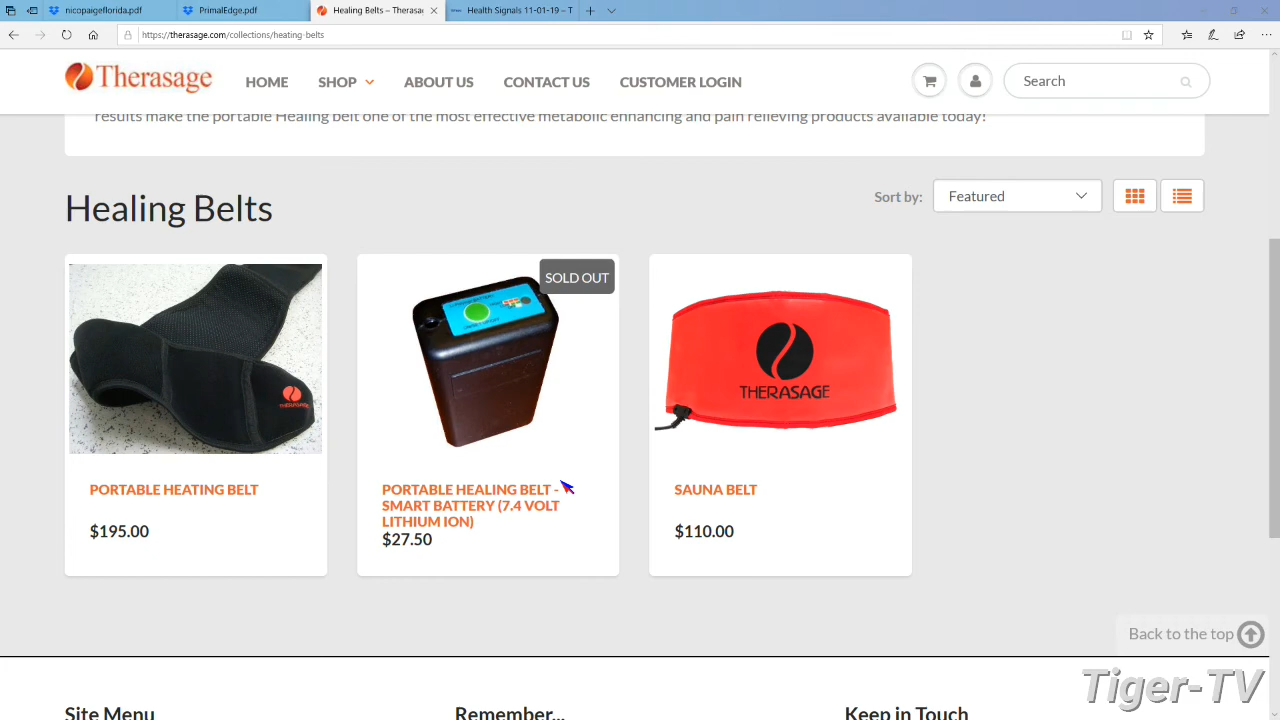 nicopaigeflorida.pdf
PrimalEdge.pdf
Healing Belts – Therasag
Health Signals 11-01-19 – T
https://therasage.com/collections/heating-belts
Therasage
HOME
SHOP
ABOUT US
CONTACT US
CUSTOMER LOGIN
Search
results make the portable Healing belt one of the most effective metabolic enhancing and pain relieving products available today!
Healing Belts
Sort by:
Featured
SOLD OUT
THERASAGE
THERASAGE
PORTABLE HEATING BELT
$195.00
PORTABLE HEALING BELT -
SMART BATTERY (7.4 VOLT
LITHIUM ION)
$27.50
SAUNA BELT
$110.00
Back to the top
Tiger-TV
Site Menu
Remember...
Keep in Touch